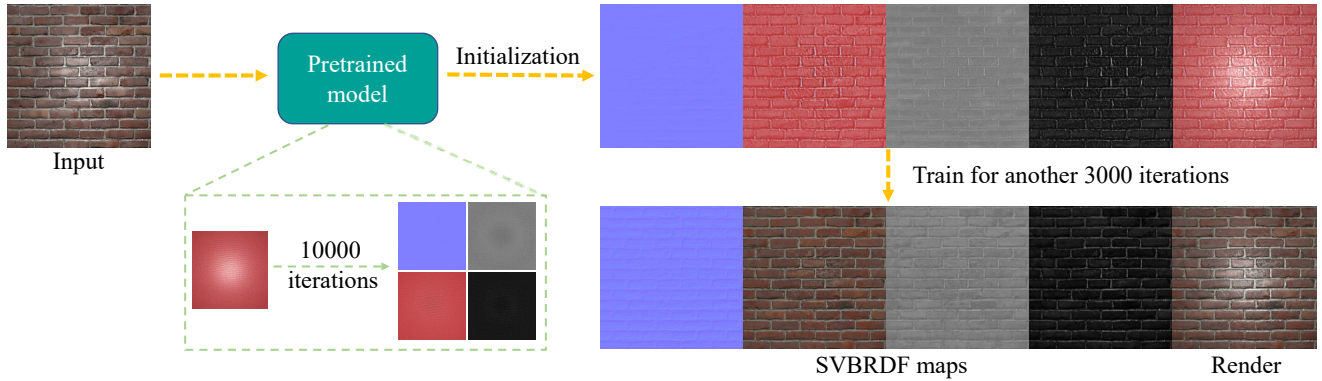 Input
Pretrained
model
Initialization
10000
iterations
Train for another 3000 iterations
SVBRDF maps
Render